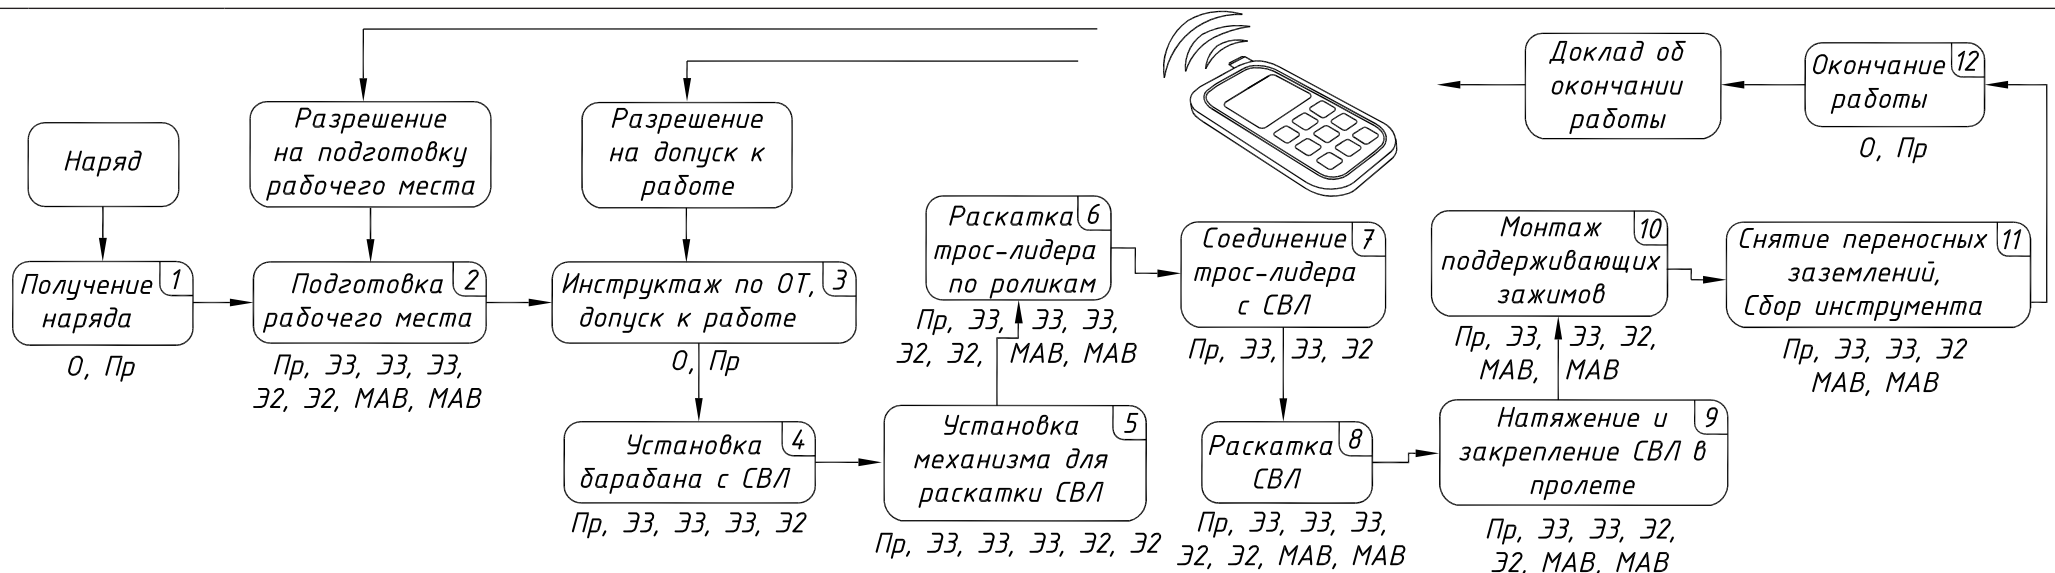 Наряд
Получение 1
наряда
О, Пр
Разрешение
на подготовку
рабочего места
Подготовка 2
рабочего места
Пр, Э3, Э3, Э3,
Э2, Э2, МАВ, МАВ
Разрешение
на допуск к
работе
Инструктаж по ОТ, 3
допуск к работе
О, Пр
Установка 4
барабана с СВЛ
Пр, Э3, Э3, Э3, Э2
Установка 5
механизма для
раскатки СВЛ
Пр, Э3, Э3, Э3, Э2, Э2
Раскатка 6
трос-лидера
по роликам
Пр, Э3, Э3, Э3,
Э2, Э2, МАВ, МАВ
Соединение 7
трос-лидера
с СВЛ
Пр, Э3, Э3, Э2
Раскатка 8
СВЛ
Пр, Э3, Э3, Э3,
Э2, Э2, МАВ, МАВ
Натяжение и 9
закрепление СВЛ в
пролете
Пр, Э3, Э3, Э2,
Э2, МАВ, МАВ
Монтаж 10
поддерживающих
зажимов
Пр, Э3, Э3, Э2,
МАВ, МАВ
Снятие переносных 11
заземлений,
Сбор инструмента
Пр, Э3, Э3, Э2
МАВ, МАВ
Окончание 12
работы
О, Пр
Доклад об
окончании
работы